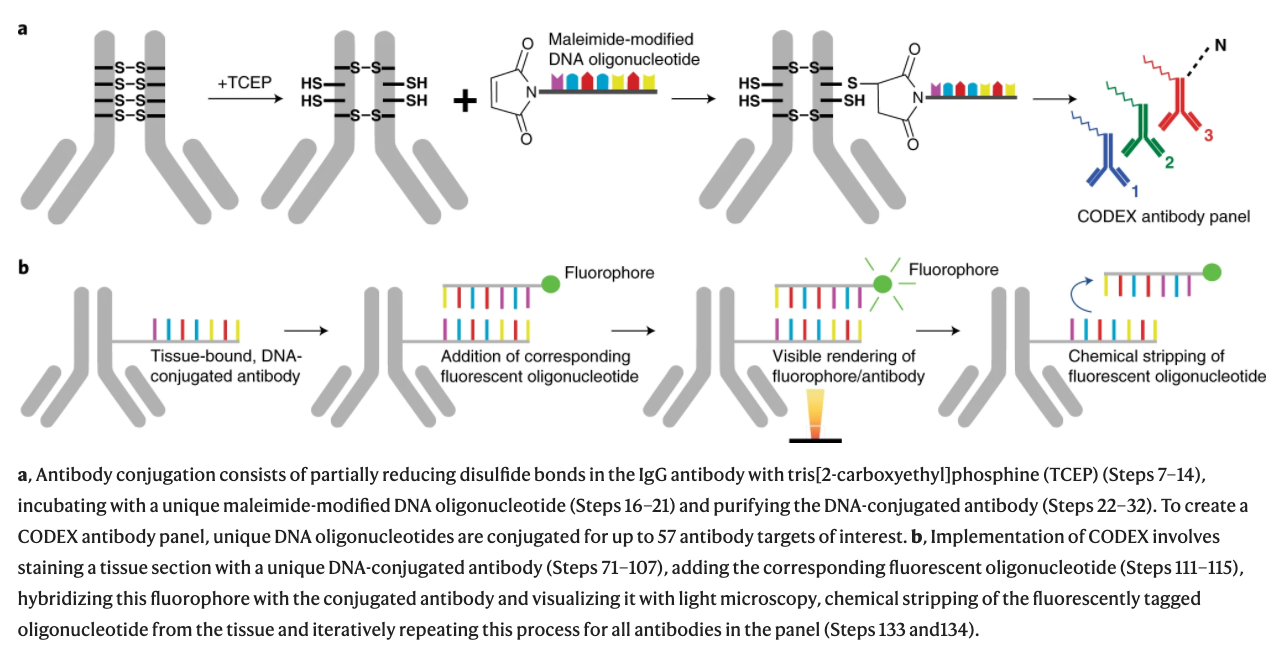 a
S–S
S–S
S–S
S–S
+TCEP
S–S
HS
SH
HS
SH
S–S
+
O
N
O
Maleimide-modified
DNA oligonucleotide
S–S
HS
S
HS
SH
S–S
O
N
O
N
3
2
1
CODEX antibody panel
b
Tissue-bound, DNA-
conjugated antibody
Fluorophore
Addition of corresponding
fluorescent oligonucleotide
Fluorophore
Visible rendering of
fluorophore/antibody
Chemical stripping of
fluorescent oligonucleotide
a, Antibody conjugation consists of partially reducing disulfide bonds in the IgG antibody with tris[2-carboxyethyl]phosphine (TCEP) (Steps 7–14),
incubating with a unique maleimide-modified DNA oligonucleotide (Steps 16–21) and purifying the DNA-conjugated antibody (Steps 22–32). To create a
CODEX antibody panel, unique DNA oligonucleotides are conjugated for up to 57 antibody targets of interest. b, Implementation of CODEX involves
staining a tissue section with a unique DNA-conjugated antibody (Steps 71–107), adding the corresponding fluorescent oligonucleotide (Steps 111–115),
hybridizing this fluorophore with the conjugated antibody and visualizing it with light microscopy, chemical stripping of the fluorescently tagged
oligonucleotide from the tissue and iteratively repeating this process for all antibodies in the panel (Steps 133 and134).